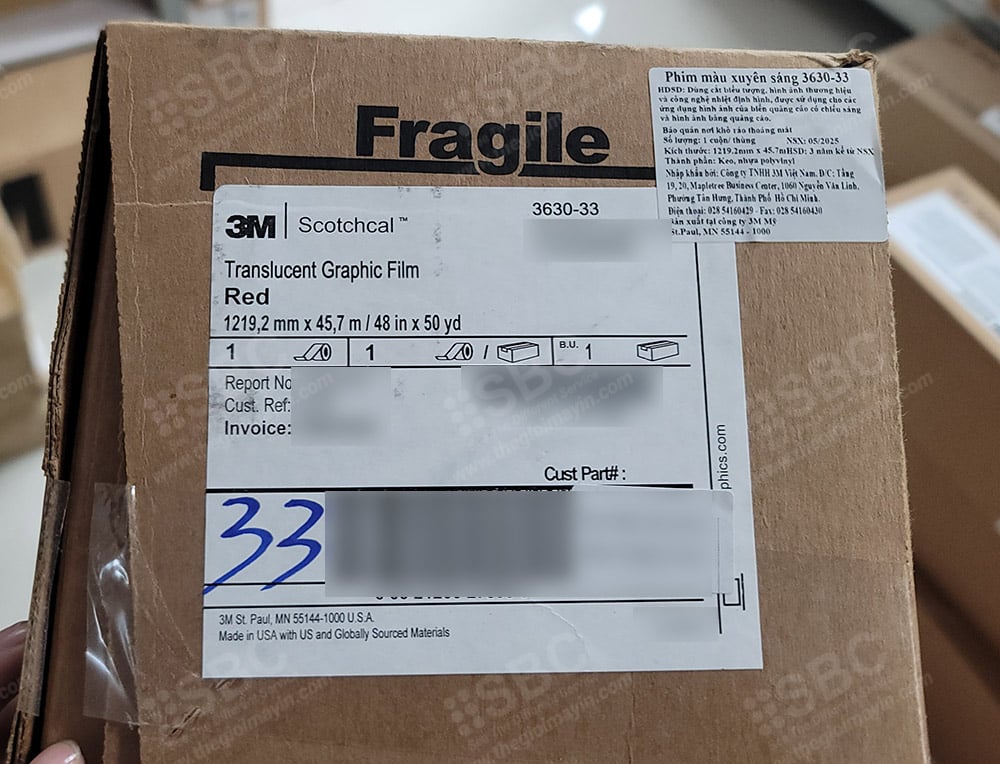 Fragile
Phim màu xuyên sáng 3630-33
HDSD: Dùng cắt biểu tượng, hình ảnh thương hiệu
và công nghệ nhiệt định hình, được sử dụng cho các
ứng dụng hình ảnh của biển quảng cáo có chiếu sáng
và hình ảnh bảng quảng cáo.
Bảo quản nơi khô ráo thoáng mát
Số lượng: 1 cuộn/ thùng NSX: 05/2025
Kích thước: 1219.2mm x 45.7m HSD: 3 năm kể từ NSX
Thành phần: Keo, nhựa polyvinyl
Nhập khẩu bởi: Công ty TNHH 3M Việt Nam. Đ/C: Tầng
19, 20, Mapletree Business Center, 1060 Nguyễn Văn Linh,
Phường Tân Hưng, Thành Phố Hồ Chí Minh.
Điện thoại: 028 54160429 - Fax: 028 54160430
Sản xuất tại công ty 3M Mỹ
St.Paul, MN 55144 - 1000
3M Scotchcal™
3630-33
Translucent Graphic Film
Red
1219,2 mm x 45,7 m / 48 in x 50 yd
1 1 / B.U. 1
Report No
Cust. Ref:
Invoice:
Cust Part# :
phics.com
33
3M St. Paul, MN 55144-1000 U.S.A.
Made in USA with US and Globally Sourced Materials
SBC
www.thegioimayin.com